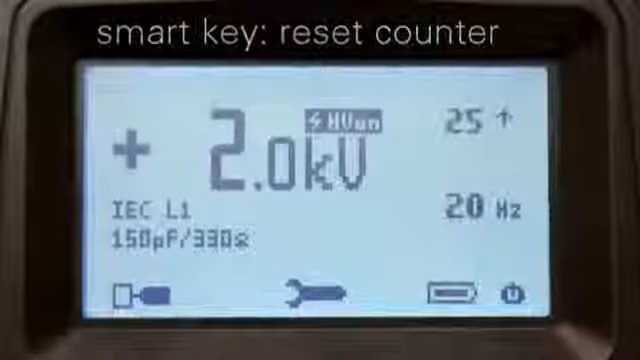 smart key: reset counter
HVon
+ 2.0kV
25 ↑
IEC L1
20 Hz
150pF/330Ω